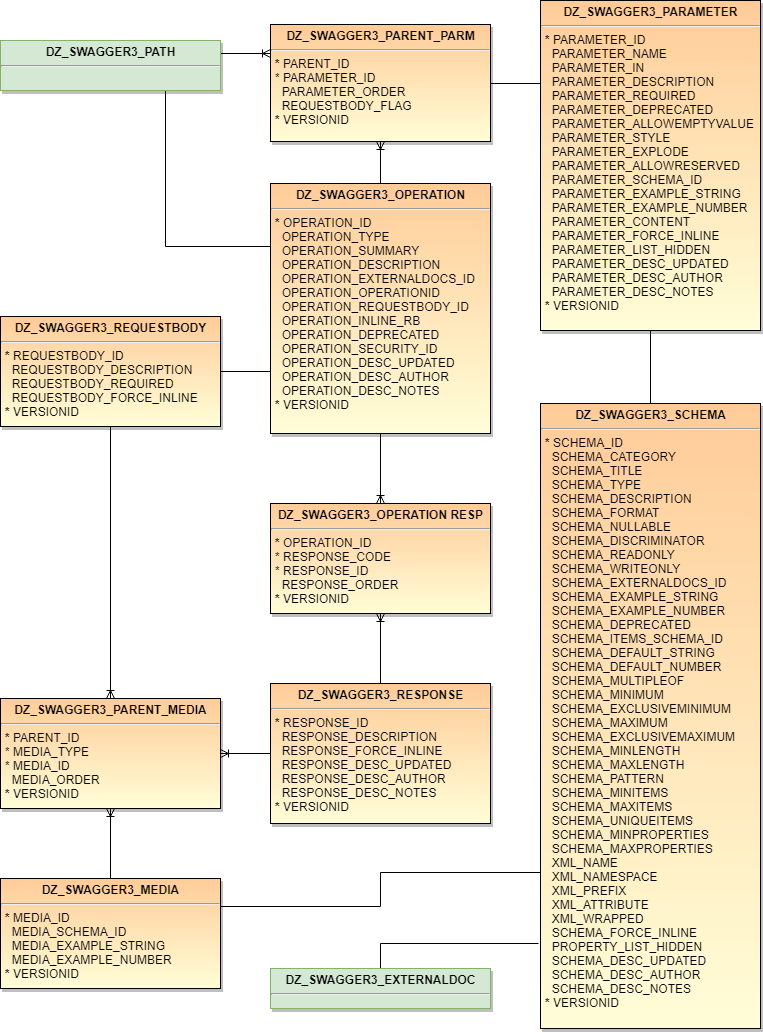 DZ_SWAGGER3_PATH
DZ_SWAGGER3_PARENT_PARM
* PARENT_ID
* PARAMETER_ID
PARAMETER_ORDER
REQUESTBODY_FLAG
* VERSIONID
DZ_SWAGGER3_PARAMETER
* PARAMETER_ID
PARAMETER_NAME
PARAMETER_IN
PARAMETER_DESCRIPTION
PARAMETER_REQUIRED
PARAMETER_DEPRECATED
PARAMETER_ALLOWEMPTYVALUE
PARAMETER_STYLE
PARAMETER_EXPLODE
PARAMETER_ALLOWRESERVED
PARAMETER_SCHEMA_ID
PARAMETER_EXAMPLE_STRING
PARAMETER_EXAMPLE_NUMBER
PARAMETER_CONTENT
PARAMETER_FORCE_INLINE
PARAMETER_LIST_HIDDEN
PARAMETER_DESC_UPDATED
PARAMETER_DESC_AUTHOR
PARAMETER_DESC_NOTES
* VERSIONID
DZ_SWAGGER3_OPERATION
* OPERATION_ID
OPERATION_TYPE
OPERATION_SUMMARY
OPERATION_DESCRIPTION
OPERATION_EXTERNALDOCS_ID
OPERATION_OPERATIONID
OPERATION_REQUESTBODY_ID
OPERATION_INLINE_RB
OPERATION_DEPRECATED
OPERATION_SECURITY_ID
OPERATION_DESC_UPDATED
OPERATION_DESC_AUTHOR
OPERATION_DESC_NOTES
* VERSIONID
DZ_SWAGGER3_REQUESTBODY
* REQUESTBODY_ID
REQUESTBODY_DESCRIPTION
REQUESTBODY_REQUIRED
REQUESTBODY_FORCE_INLINE
* VERSIONID
DZ_SWAGGER3_OPERATION RESP
* OPERATION_ID
* RESPONSE_CODE
* RESPONSE_ID
RESPONSE_ORDER
* VERSIONID
DZ_SWAGGER3_SCHEMA
* SCHEMA_ID
SCHEMA_CATEGORY
SCHEMA_TITLE
SCHEMA_TYPE
SCHEMA_DESCRIPTION
SCHEMA_FORMAT
SCHEMA_NULLABLE
SCHEMA_DISCRIMINATOR
SCHEMA_READONLY
SCHEMA_WRITEONLY
SCHEMA_EXTERNALDOCS_ID
SCHEMA_EXAMPLE_STRING
SCHEMA_EXAMPLE_NUMBER
SCHEMA_DEPRECATED
SCHEMA_ITEMS_SCHEMA_ID
SCHEMA_DEFAULT_STRING
SCHEMA_DEFAULT_NUMBER
SCHEMA_MULTIPLEOF
SCHEMA_MINIMUM
SCHEMA_EXCLUSIVEMINIMUM
SCHEMA_MAXIMUM
SCHEMA_EXCLUSIVEMAXIMUM
SCHEMA_MINLENGTH
SCHEMA_MAXLENGTH
SCHEMA_PATTERN
SCHEMA_MINITEMS
SCHEMA_MAXITEMS
SCHEMA_UNIQUEITEMS
SCHEMA_MINPROPERTIES
SCHEMA_MAXPROPERTIES
XML_NAME
XML_NAMESPACE
XML_PREFIX
XML_ATTRIBUTE
XML_WRAPPED
SCHEMA_FORCE_INLINE
PROPERTY_LIST_HIDDEN
SCHEMA_DESC_UPDATED
SCHEMA_DESC_AUTHOR
SCHEMA_DESC_NOTES
* VERSIONID
DZ_SWAGGER3_PARENT_MEDIA
* PARENT_ID
* MEDIA_TYPE
* MEDIA_ID
MEDIA_ORDER
* VERSIONID
DZ_SWAGGER3_RESPONSE
* RESPONSE_ID
RESPONSE_DESCRIPTION
RESPONSE_FORCE_INLINE
RESPONSE_DESC_UPDATED
RESPONSE_DESC_AUTHOR
RESPONSE_DESC_NOTES
* VERSIONID
DZ_SWAGGER3_MEDIA
* MEDIA_ID
MEDIA_SCHEMA_ID
MEDIA_EXAMPLE_STRING
MEDIA_EXAMPLE_NUMBER
* VERSIONID
DZ_SWAGGER3_EXTERNALDOC